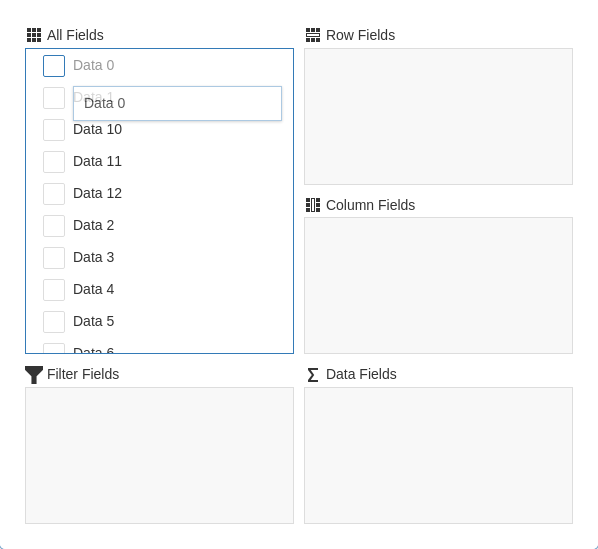 All Fields
Data 0
Data 1
Data 0
Data 10
Data 11
Data 12
Data 2
Data 3
Data 4
Data 5
Data 6
Row Fields
Column Fields
Filter Fields
Data Fields